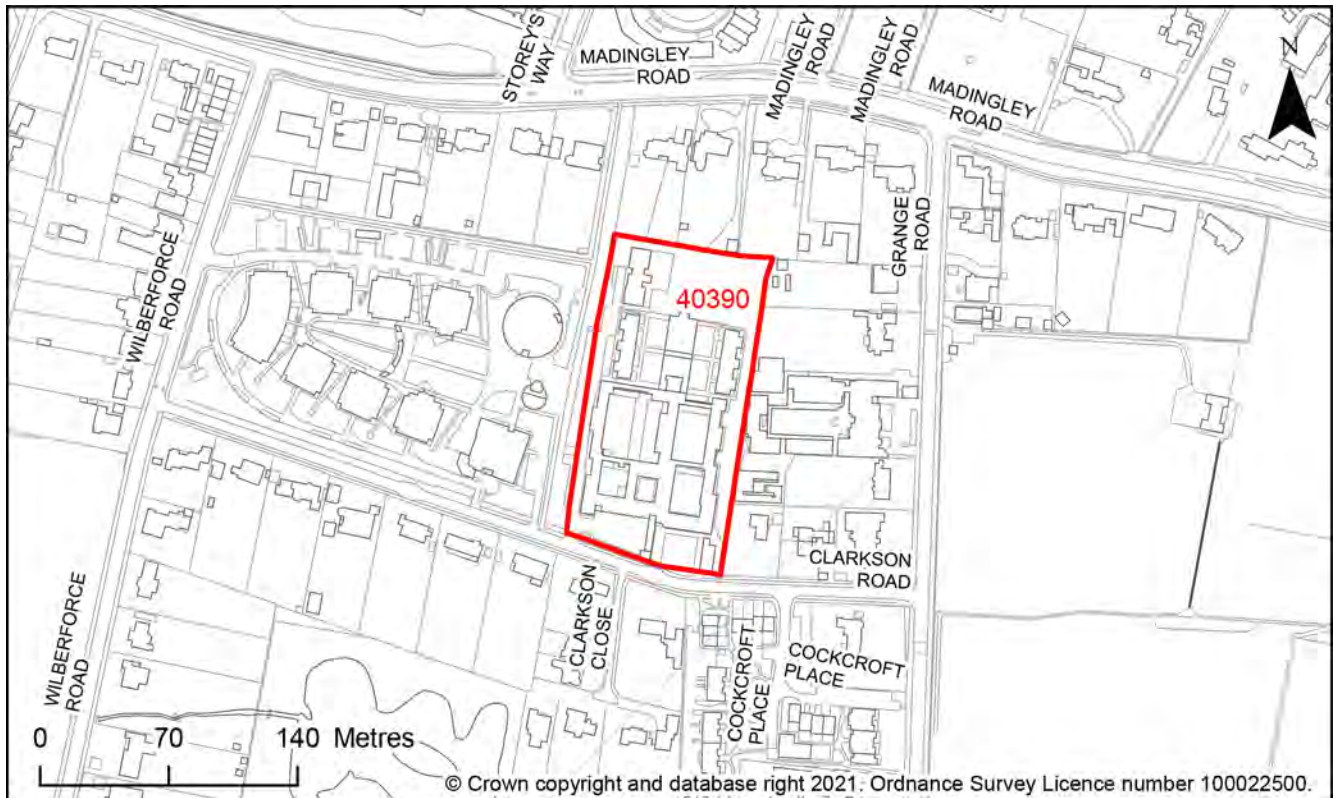 STOREY'S
WAY
MADINGLEY
ROAD
MADINGLEY
ROAD
MADINGLEY
ROAD
MADINGLEY
ROAD
N
WILBERFORCE
ROAD
GRANGE
ROAD
40390
CLARKSON
ROAD
WILBERFORCE
ROAD
CLARKSON
CLOSE
COCKCROFT
PLACE
COCKCROFT
PLACE
0 70 140 Metres
© Crown copyright and database right 2021. Ordnance Survey Licence number 100022500.